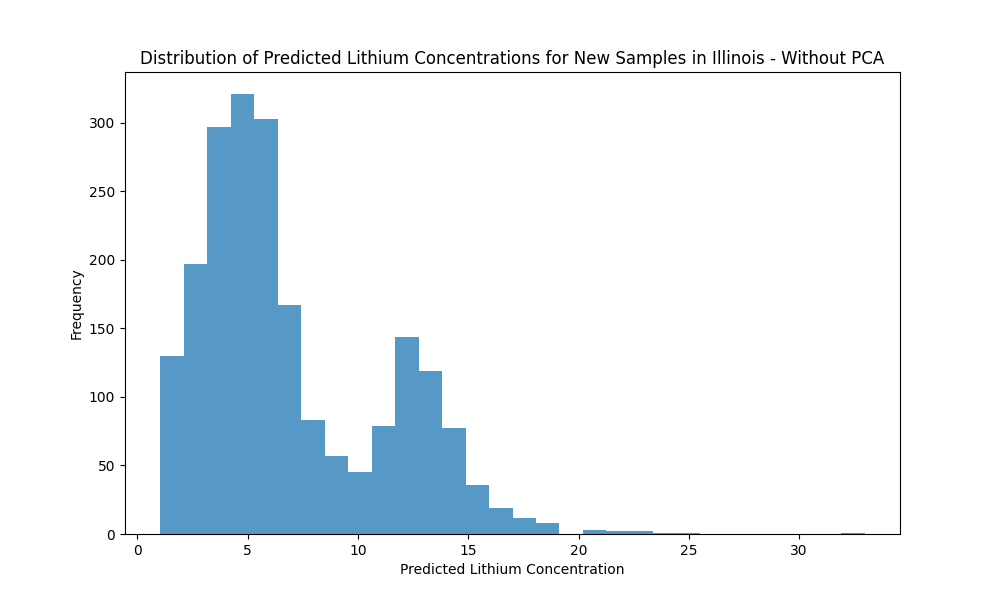 Distribution of Predicted Lithium Concentrations for New Samples in Illinois - Without PCA
300
250
200
150
100
50
0
Frequency
0 5 10 15 20 25 30
Predicted Lithium Concentration